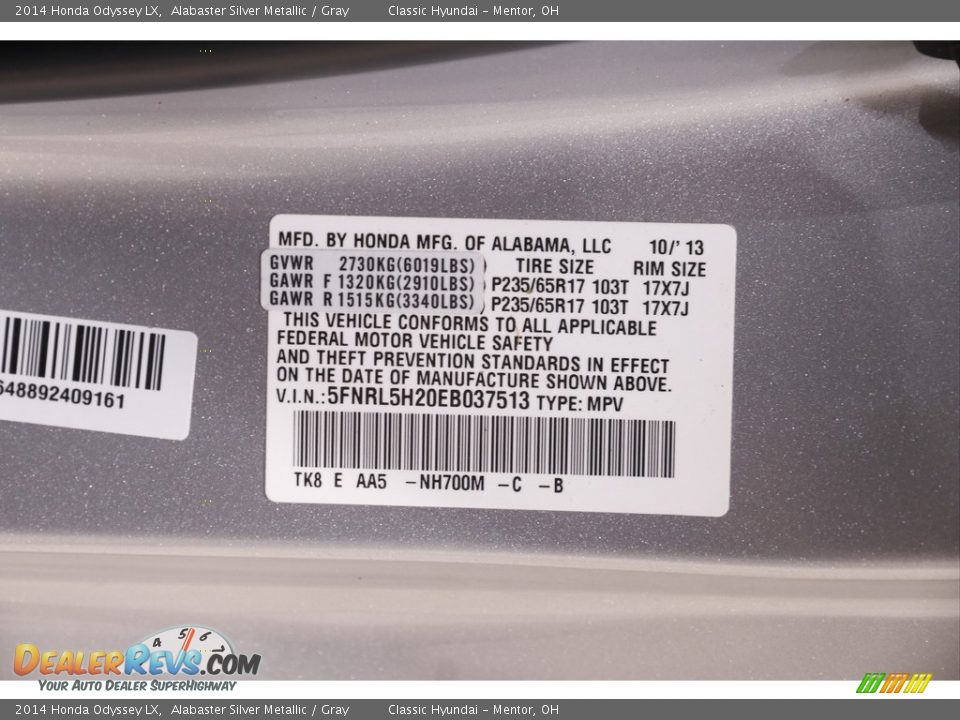 2014 Honda Odyssey LX, Alabaster Silver Metallic / Gray Classic Hyundai - Mentor, OH
MFD. BY HONDA MFG. OF ALABAMA, LLC 10/' 13
GVWR 2730KG(6019LBS) TIRE SIZE RIM SIZE
GAWR F 1320KG(2910LBS) P235/65R17 103T 17X7J
GAWR R 1515KG(3340LBS) P235/65R17 103T 17X7J
THIS VEHICLE CONFORMS TO ALL APPLICABLE
FEDERAL MOTOR VEHICLE SAFETY
AND THEFT PREVENTION STANDARDS IN EFFECT
ON THE DATE OF MANUFACTURE SHOWN ABOVE.
V.I.N.: 5FNRL5H20EB037513 TYPE: MPV
TK8 E AA5 -NH700M -C -B
648892409161
4 5 6
DEALERREVS.COM
YOUR AUTO DEALER SUPERHIGHWAY
2014 Honda Odyssey LX, Alabaster Silver Metallic / Gray Classic Hyundai - Mentor, OH